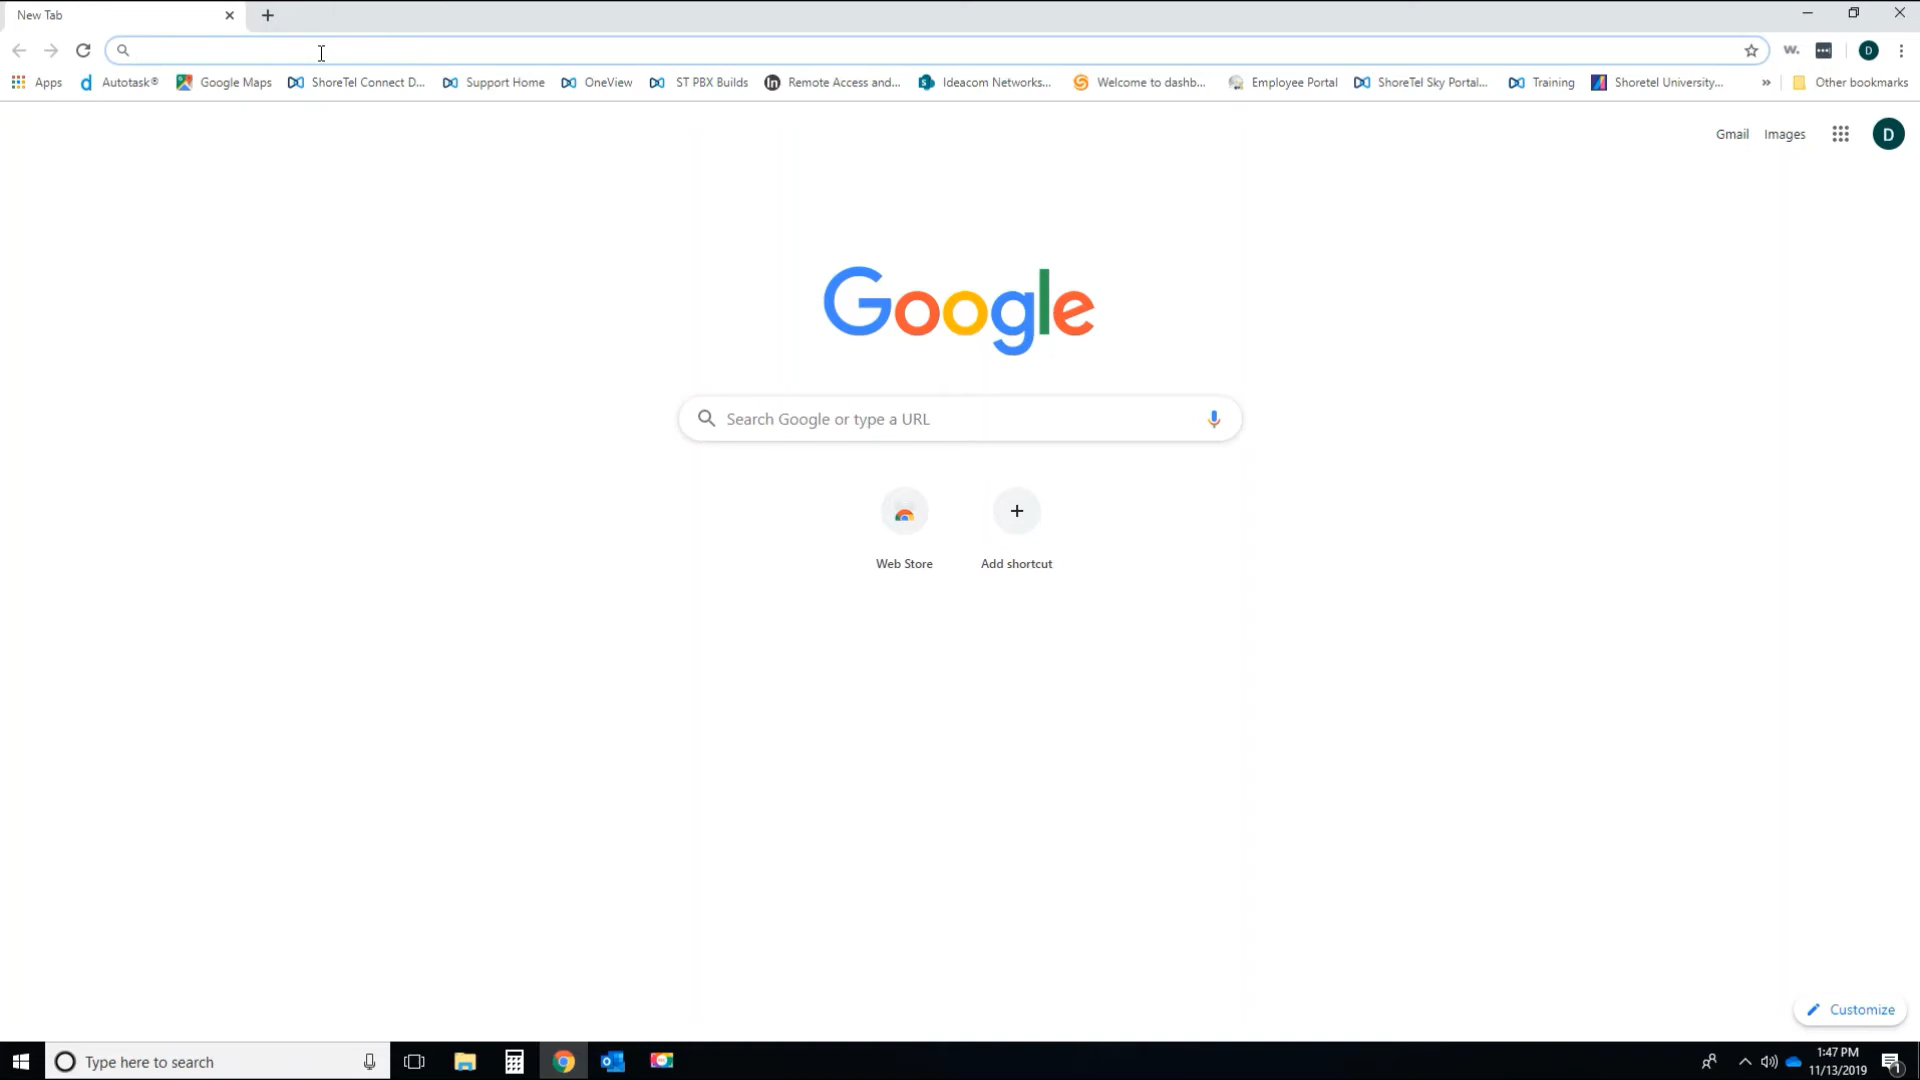 New Tab
Apps Autotask® Google Maps ShoreTel Connect D... Support Home OneView ST PBX Builds Remote Access and... Ideacom Networks... Welcome to dashb... Employee Portal ShoreTel Sky Portal... Training Shoretel University... » Other bookmarks
Gmail Images D
Google
Search Google or type a URL
Web Store Add shortcut
Customize
Type here to search
1:47 PM
11/13/2019
1